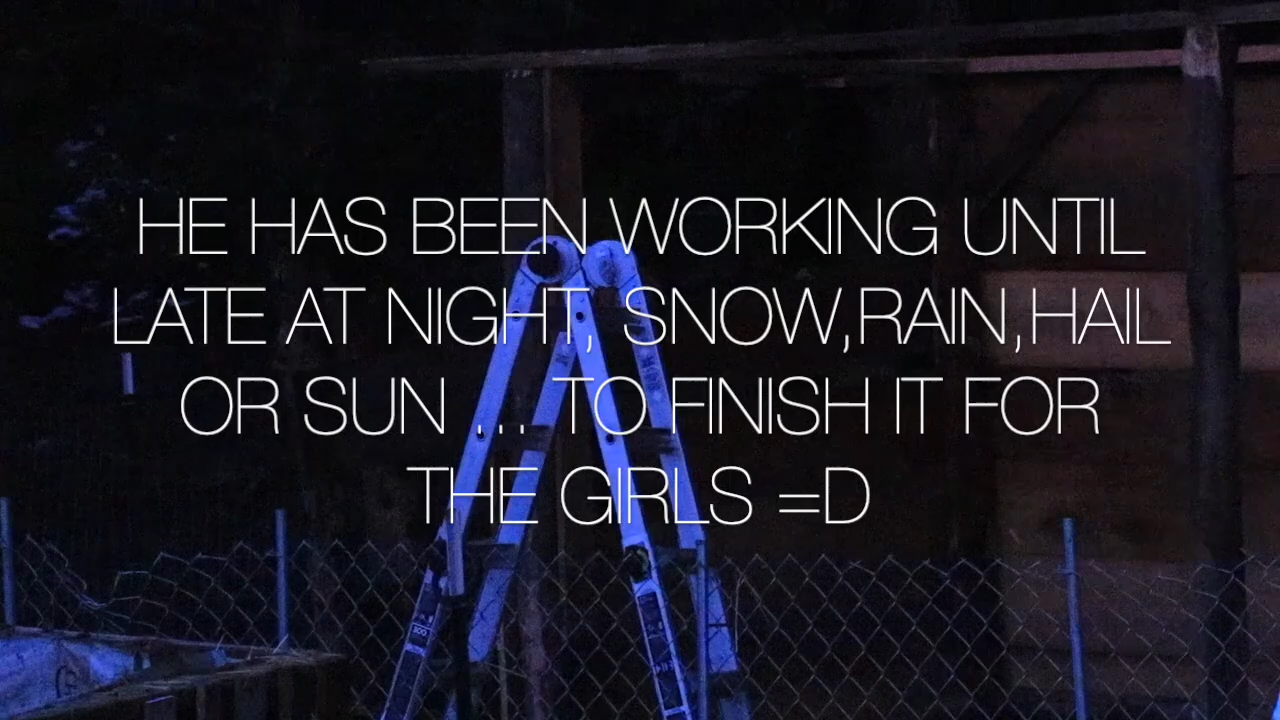 HE HAS BEEN WORKING UNTIL
LATE AT NIGHT, SNOW,RAIN,HAIL
OR SUN ... TO FINISH IT FOR
THE GIRLS =D
300